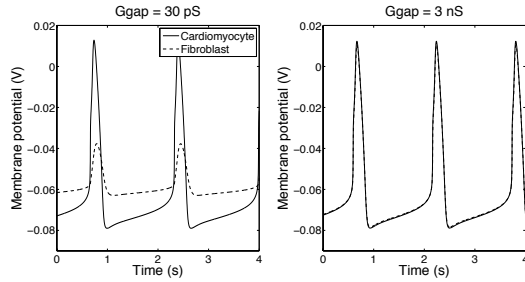 Ggap = 30 pS
Membrane potential (V)
0.02
0
−0.02
−0.04
−0.06
−0.08
Cardiomyocyte
Fibroblast
0 1 2 3 4
Time (s)
Ggap = 3 nS
Membrane potential (V)
0.02
0
−0.02
−0.04
−0.06
−0.08
0 1 2 3 4
Time (s)